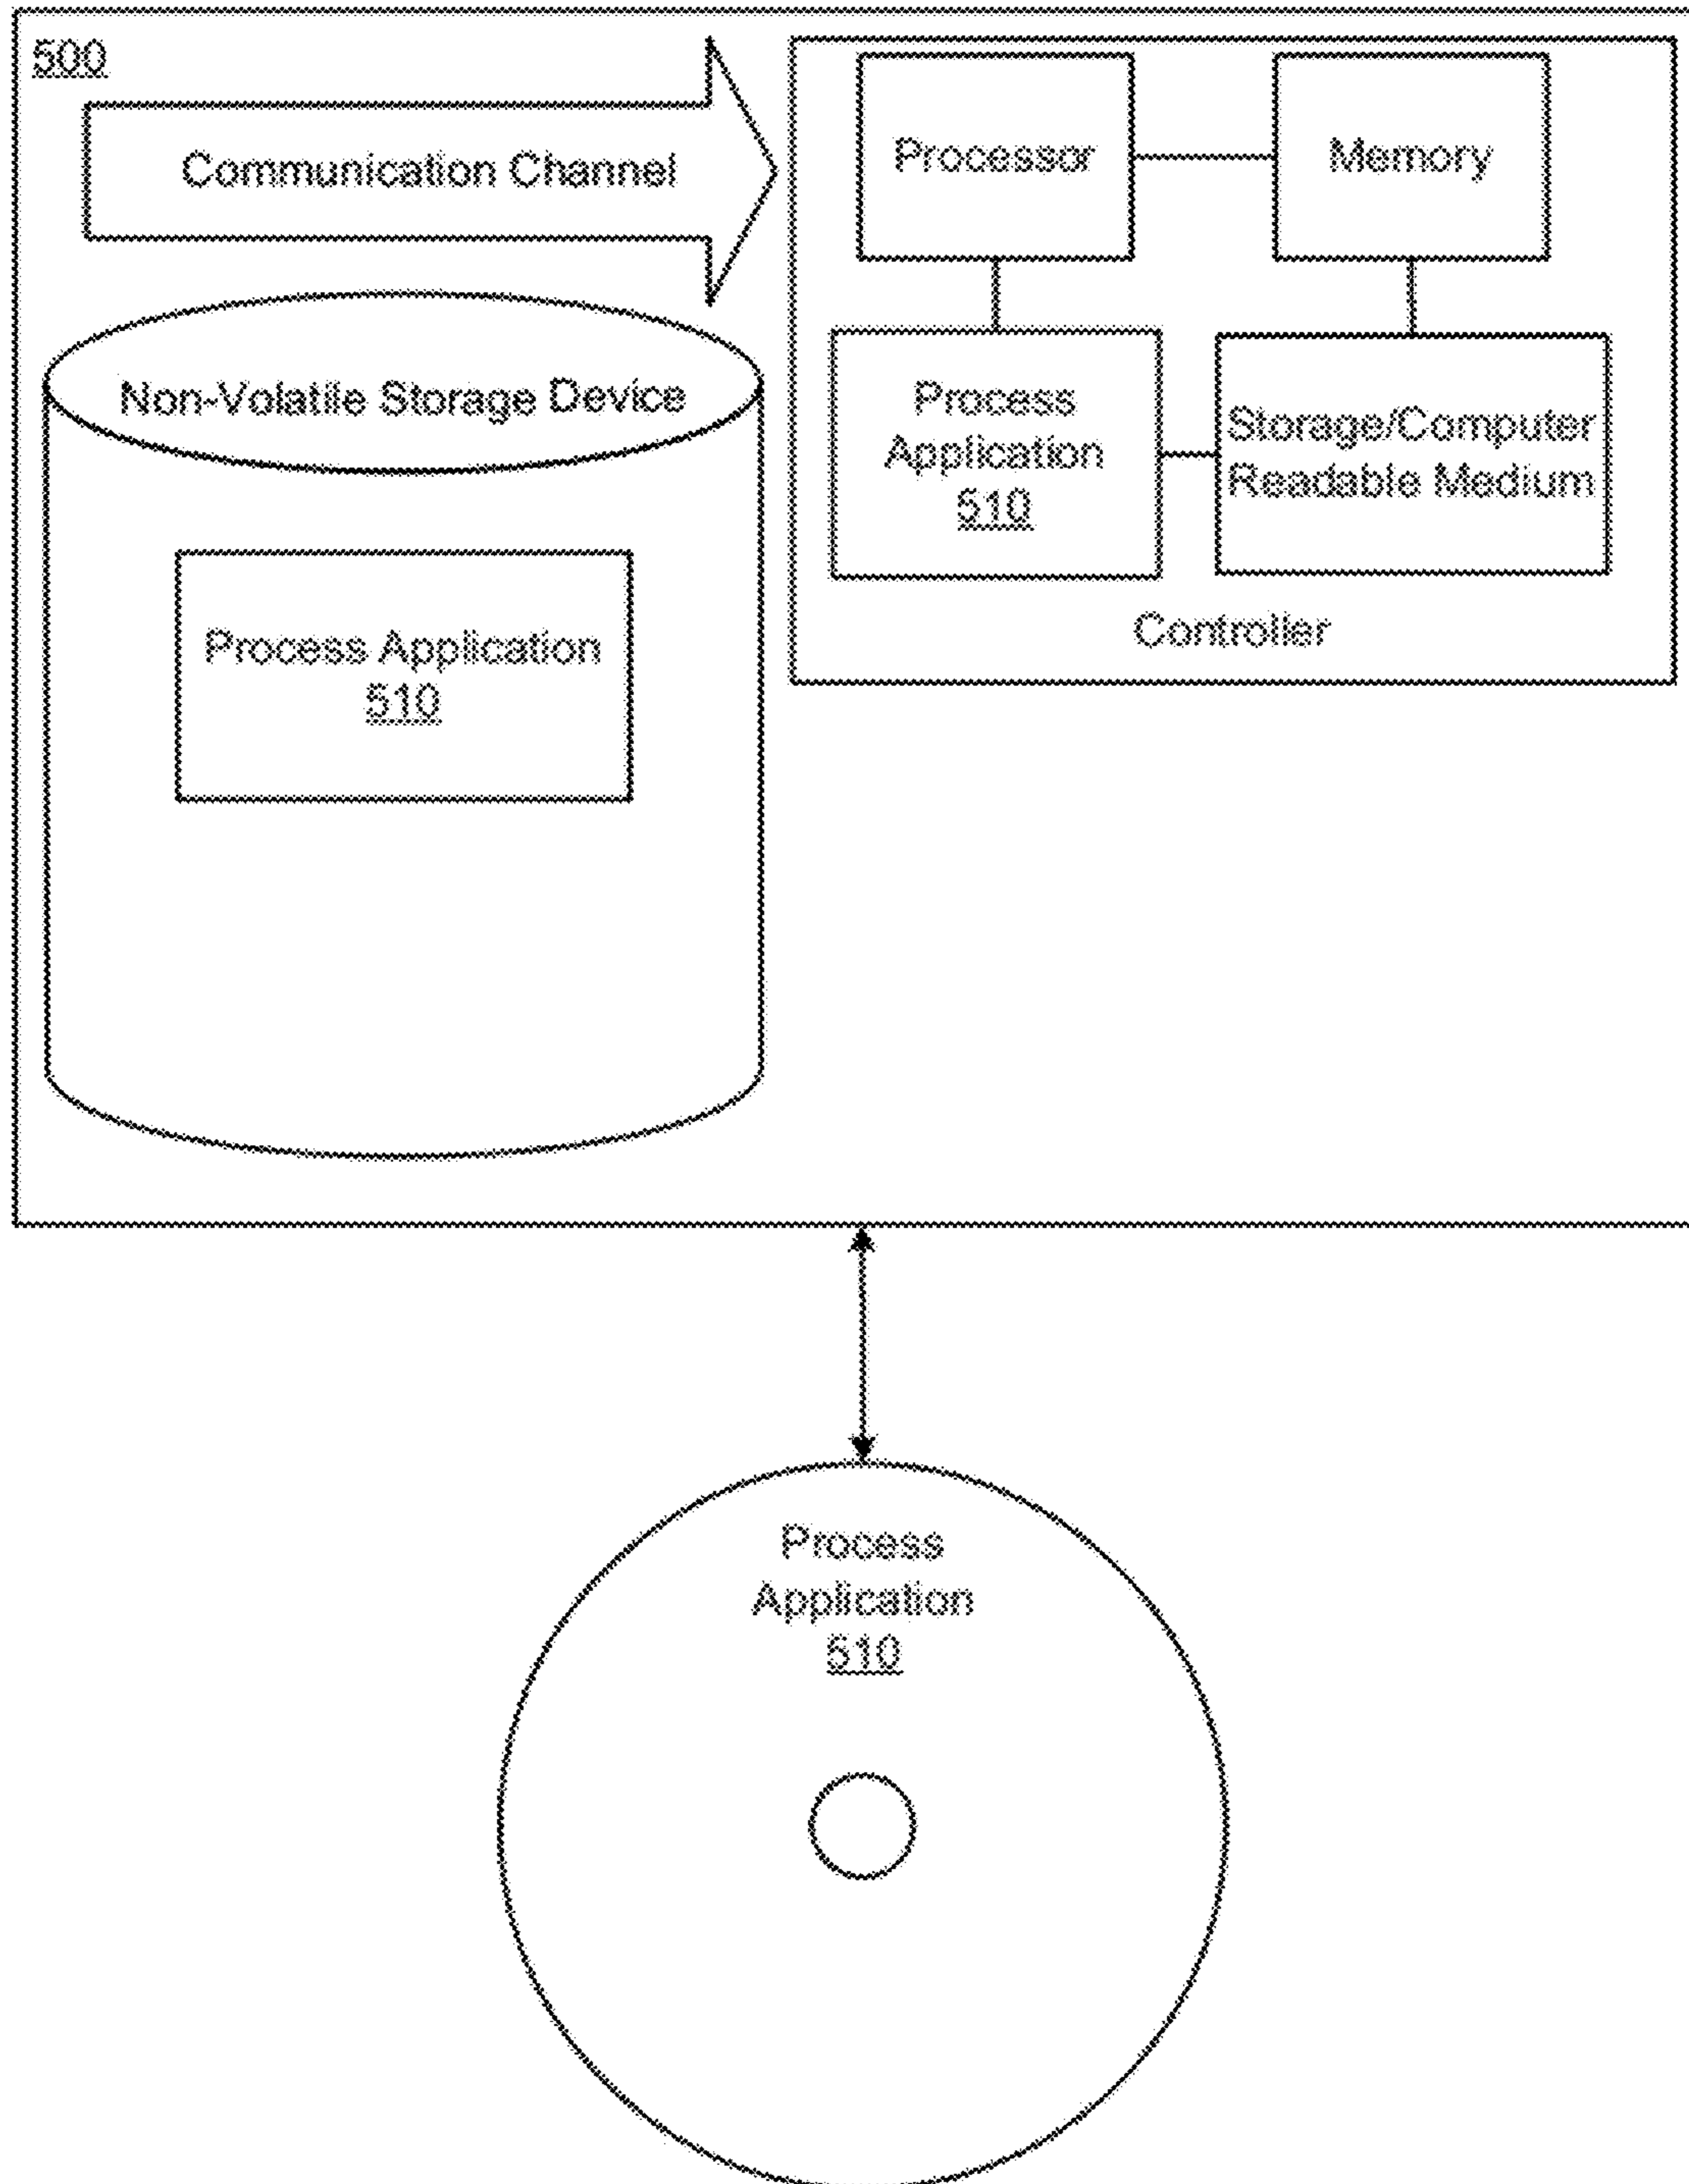 500
Communication Channel
Processor
Memory
Non-Volatile Storage Device
Process
Application
510
Storage/Computer
Readable Medium
Controller
Process Application
510
Process
Application
510